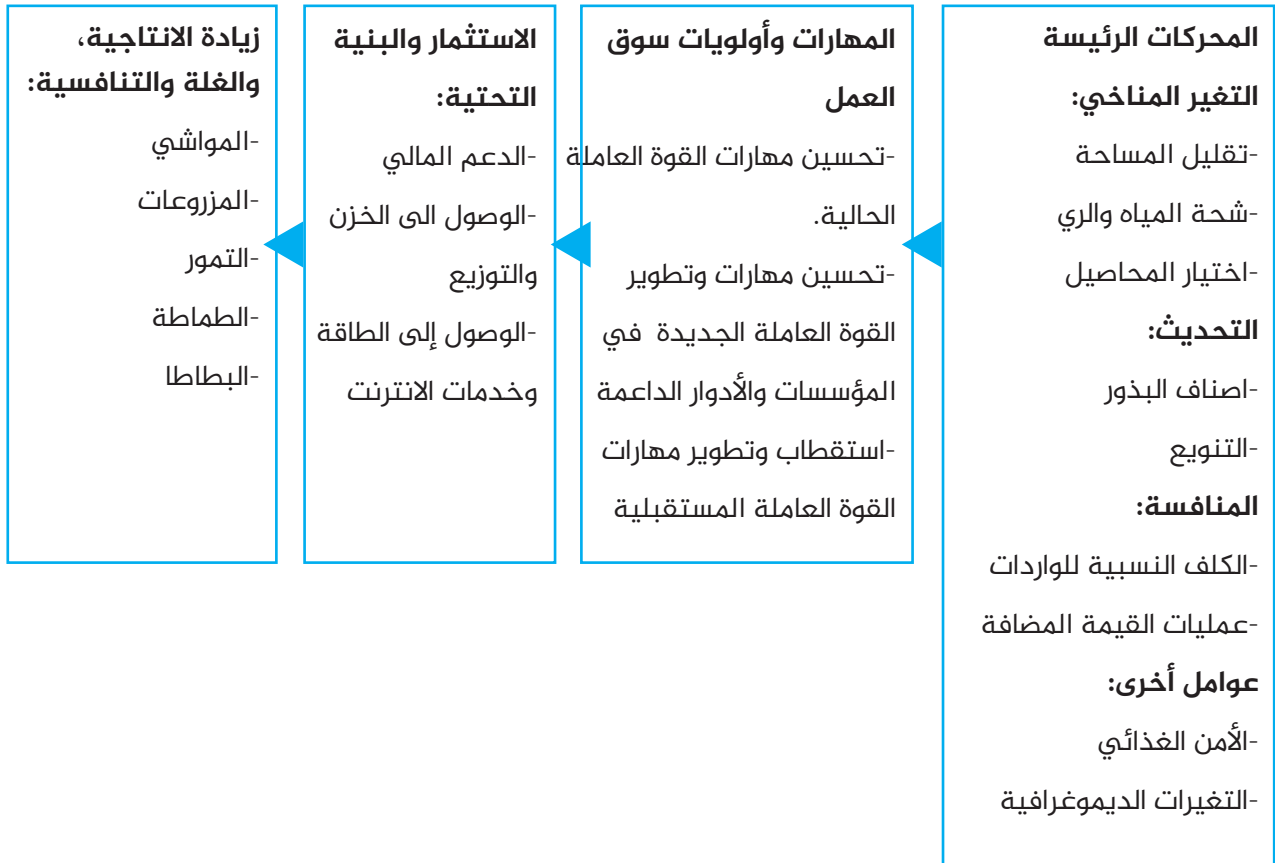 المحركات الرئيسة
التغير المناخي:
-تقليل المساحة
-شحة المياه والري
-اختيار المحاصيل
التحديث:
-اصناف البذور
-التنويع
المنافسة:
-الكلف النسبية للواردات
-عمليات القيمة المضافة
عوامل أخرى:
-الأمن الغذائي
-التغيرات الديموغرافية
المهارات وأولويات سوق
العمل
-تحسين مهارات القوة العاملة
الحالية.
-تحسين مهارات وتطوير
القوة العاملة الجديدة في
المؤسسات والأدوار الداعمة
-استقطاب وتطوير مهارات
القوة العاملة المستقبلية
الاستثمار والبنية
التحتية:
-الدعم المالي
-الوصول الى الخزن
والتوزيع
-الوصول إلى الطاقة
وخدمات الانترنت
زيادة الانتاجية،
والغلة والتنافسية:
-المواشي
-المزروعات
-التمور
-الطماطة
-البطاطا